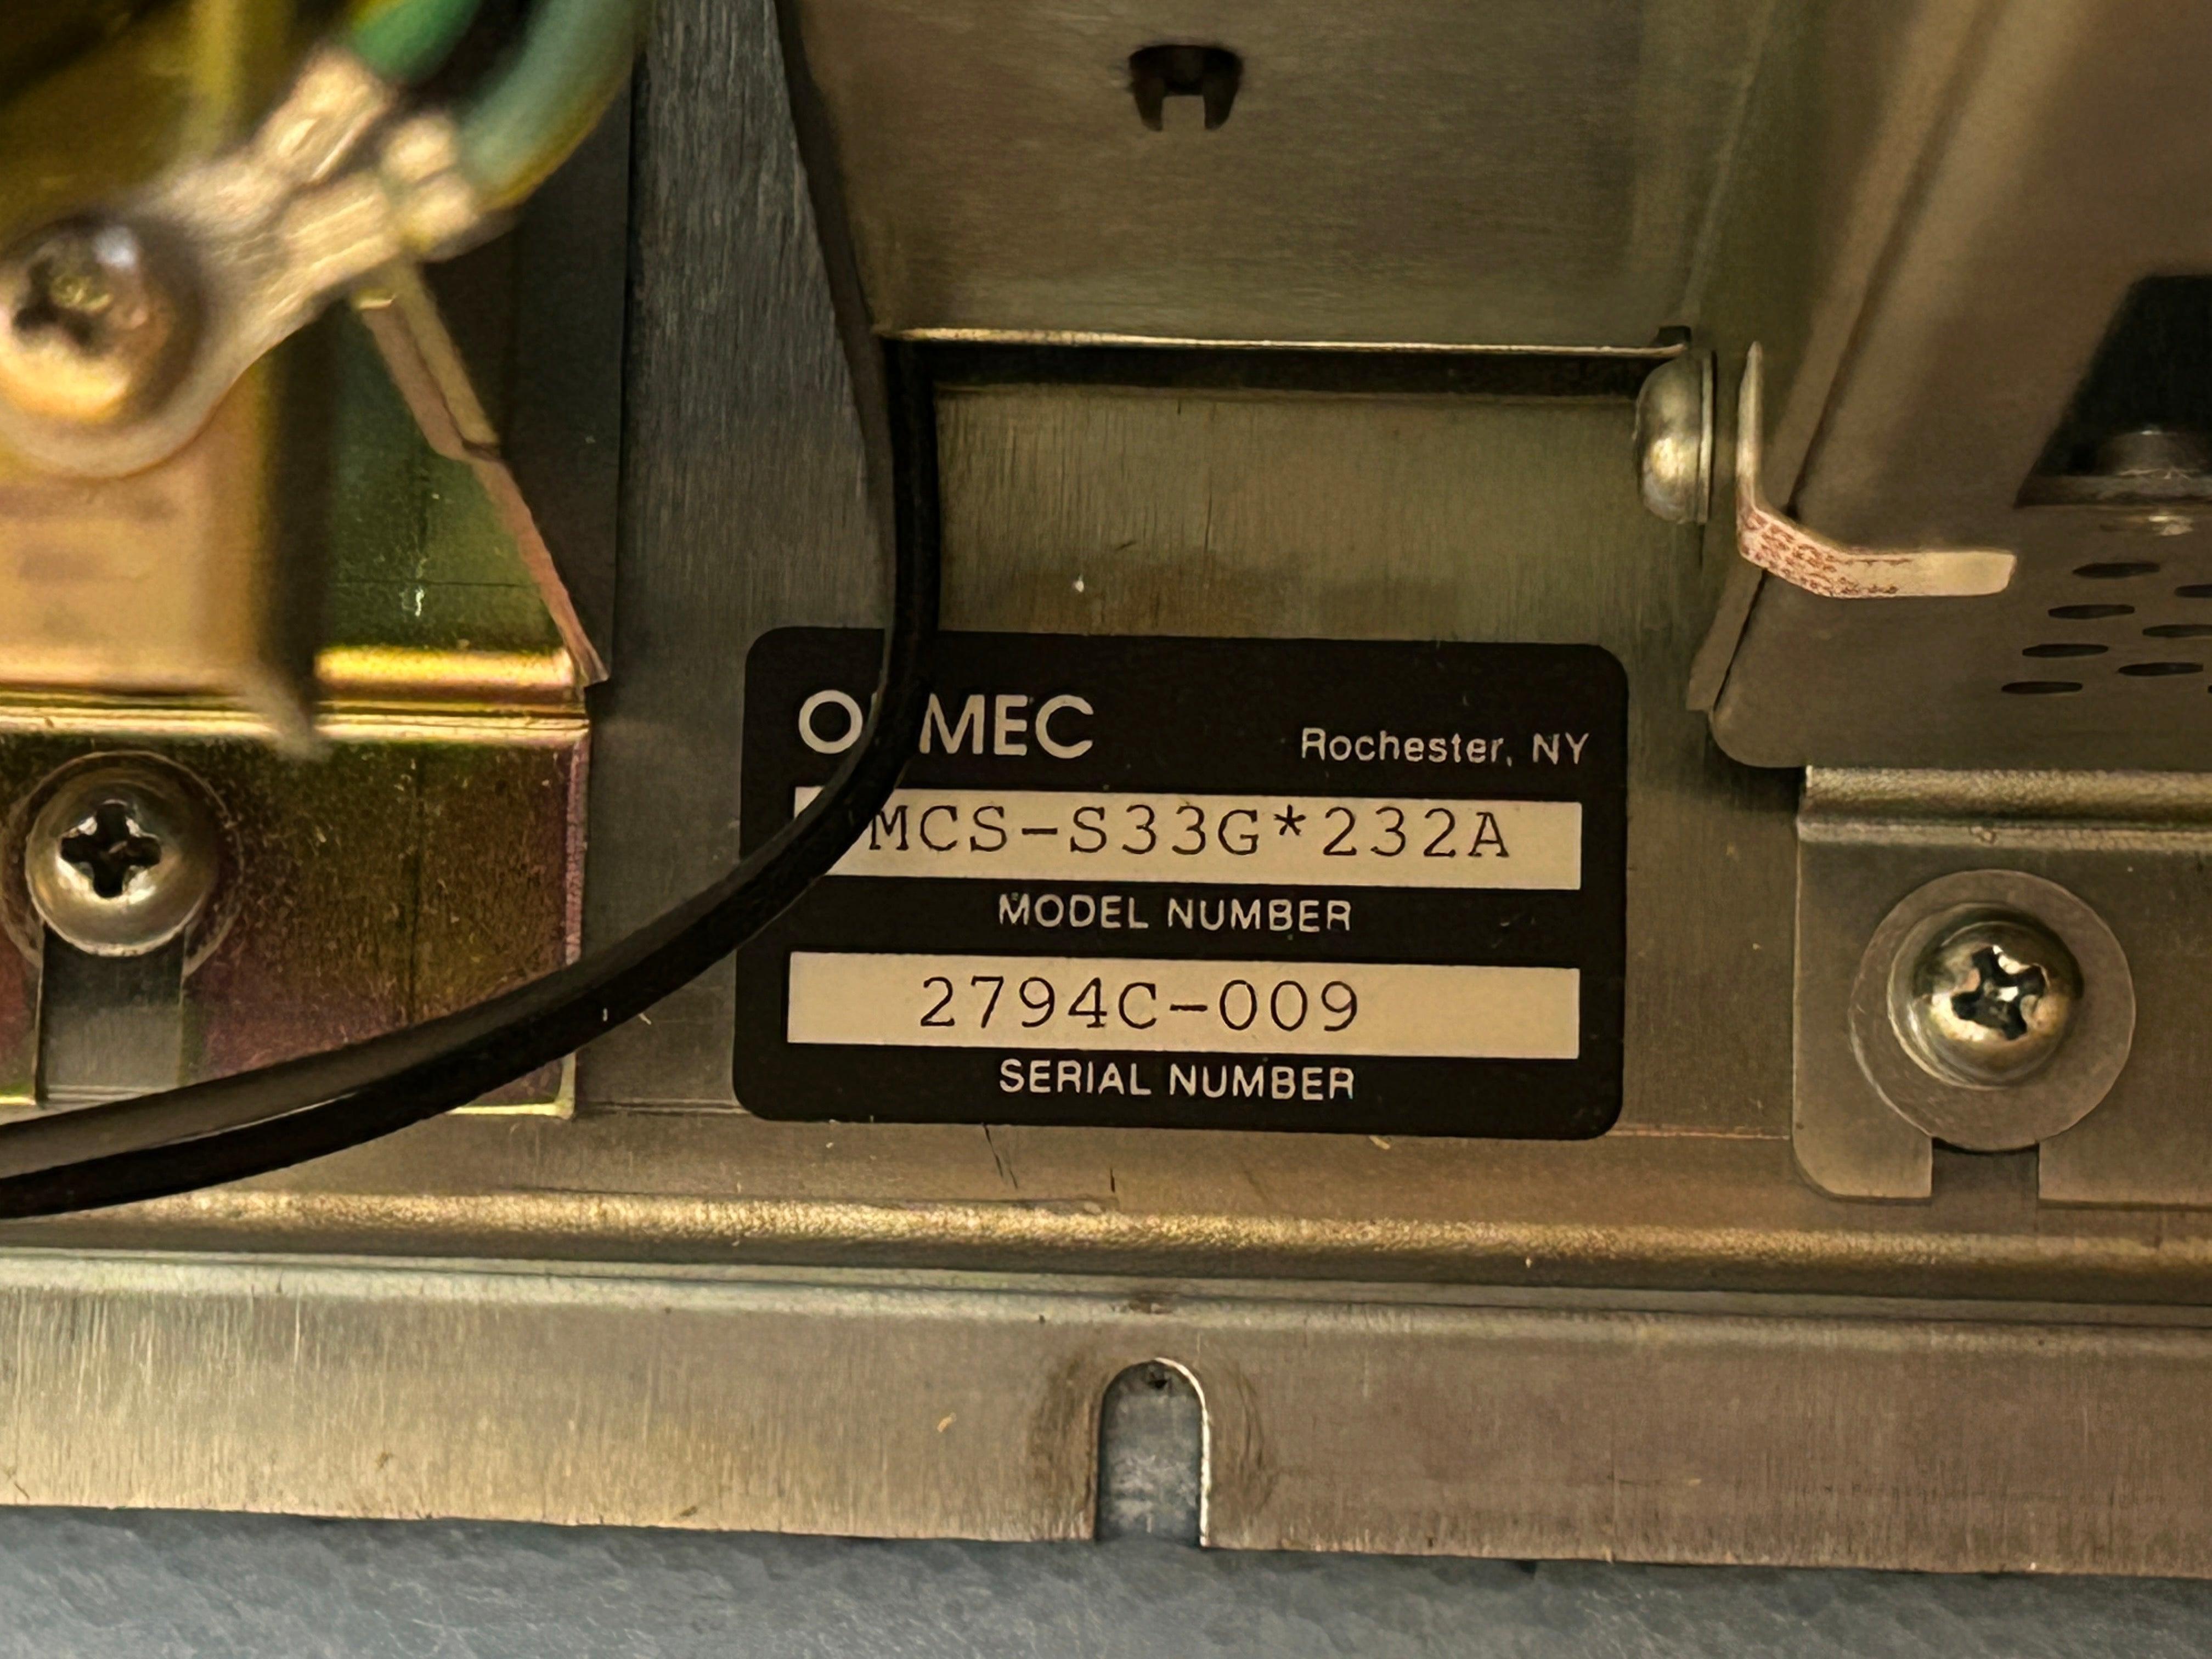 Rochester, NY
MCS-S33G*232A
MODEL NUMBER
2794C-009
SERIAL NUMBER